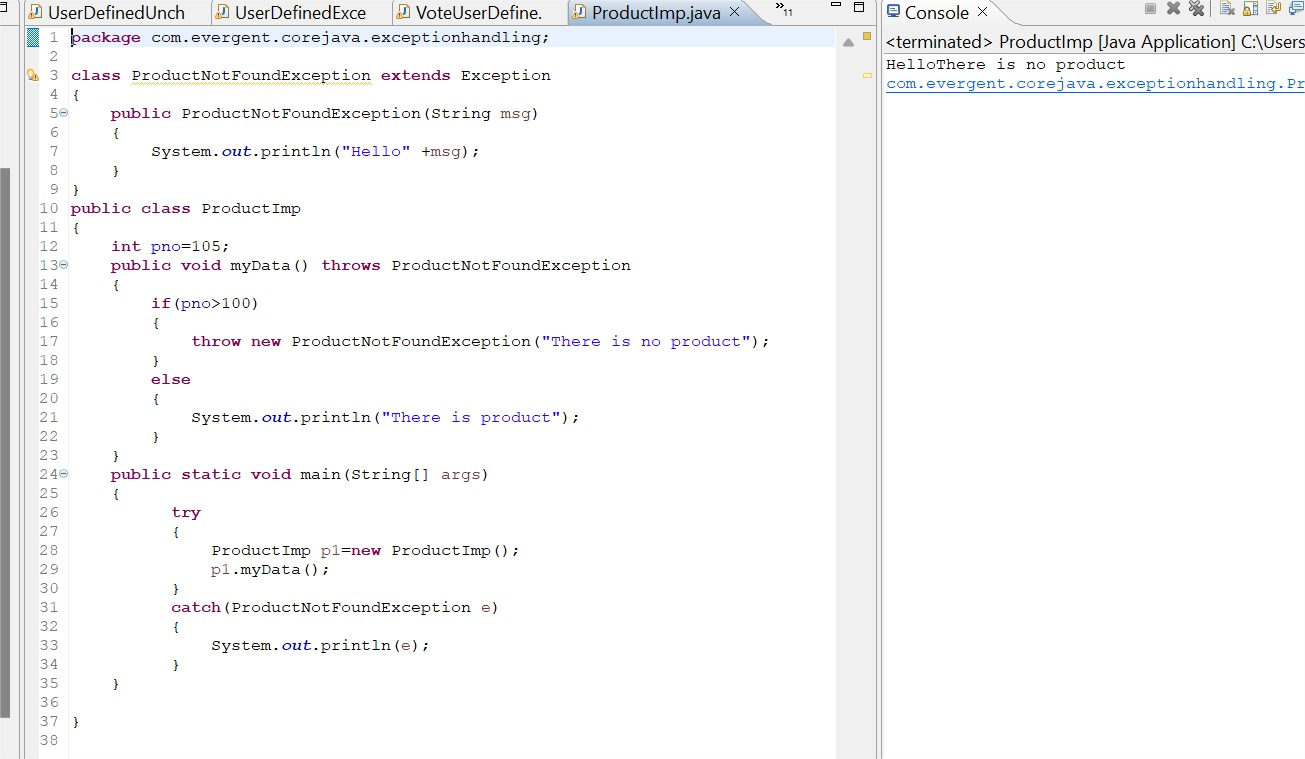 UserDefinedUnch UserDefinedExce VoteUserDefine. ProductImp.java »11
1 package com.evergent.corejava.exceptionhandling;
2
3 class ProductNotFoundException extends Exception
4 {
5 public ProductNotFoundException(String msg)
6 {
7 System.out.println("Hello" +msg);
8 }
9 }
10 public class ProductImp
11 {
12 int pno=105;
13 public void myData() throws ProductNotFoundException
14 {
15 if(pno>100)
16 {
17 throw new ProductNotFoundException("There is no product");
18 }
19 else
20 {
21 System.out.println("There is product");
22 }
23 }
24 public static void main(String[] args)
25 {
26 try
27 {
28 ProductImp p1=new ProductImp();
29 p1.myData();
30 }
31 catch(ProductNotFoundException e)
32 {
33 System.out.println(e);
34 }
35 }
36
37 }
38
Console
<terminated> ProductImp [Java Application] C:\Users
HelloThere is no product
com.evergent.corejava.exceptionhandling.Pr